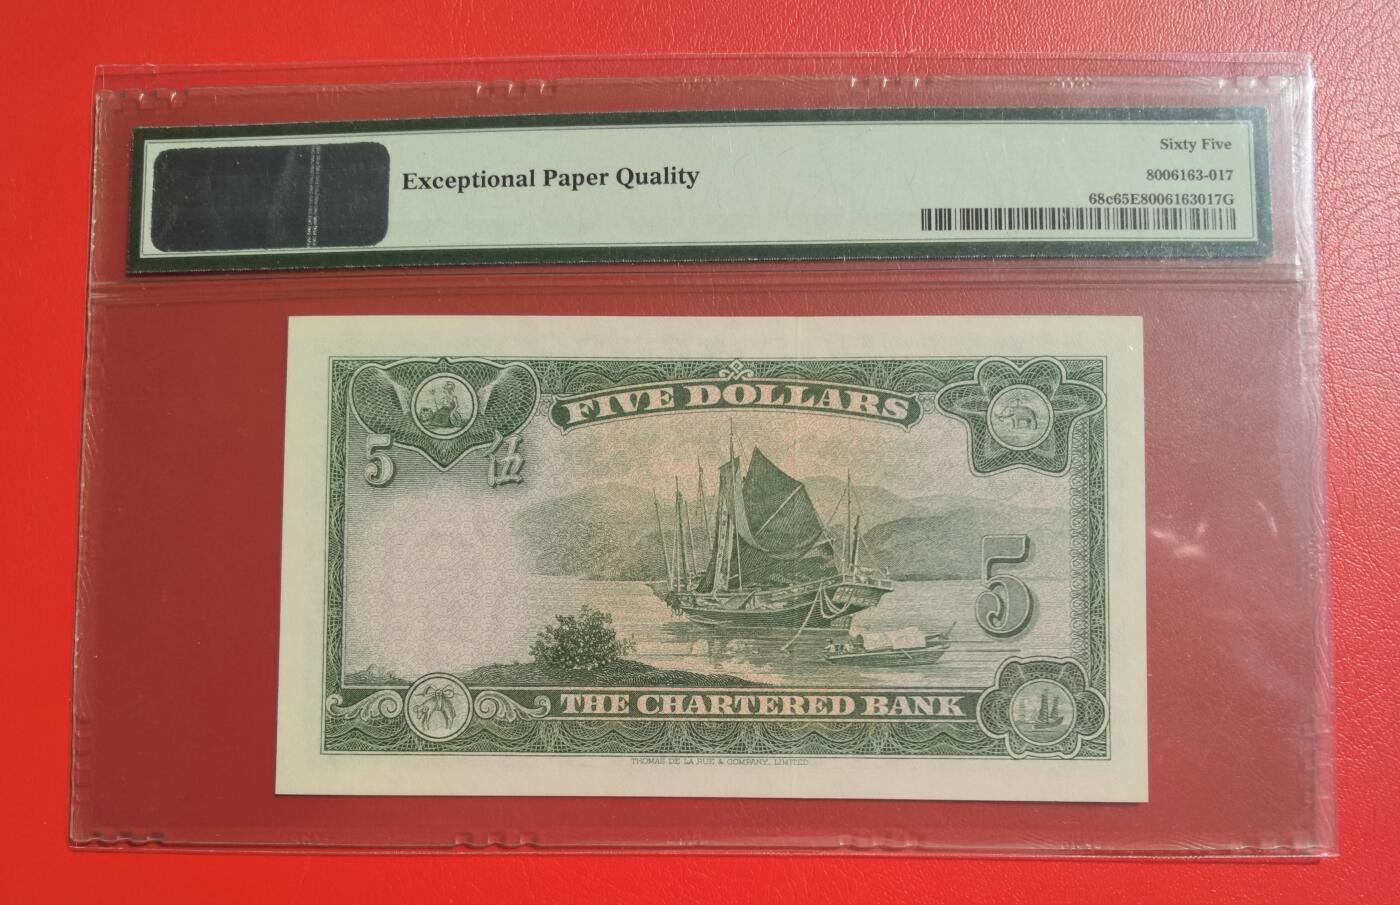 Exceptional Paper Quality
Sixty Five
8006163-017
68c65E8006163017G
FIVE DOLLARS
5 伍
5
THE CHARTERED BANK
THOMAS DE LA RUE & COMPANY, LIMITED.